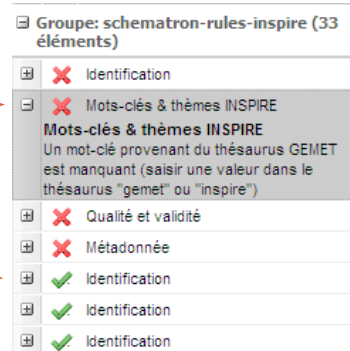 Groupe: schematron-rules-inspire (33
éléments)
Identification
Mots-clés & thèmes INSPIRE
Mots-clés & thèmes INSPIRE
Un mot-clé provenant du thésaurus GEMET
est manquant (saisir une valeur dans le
thésaurus "gemet" ou "inspire")
Qualité et validité
Métadonnée
Identification
Identification
Identification